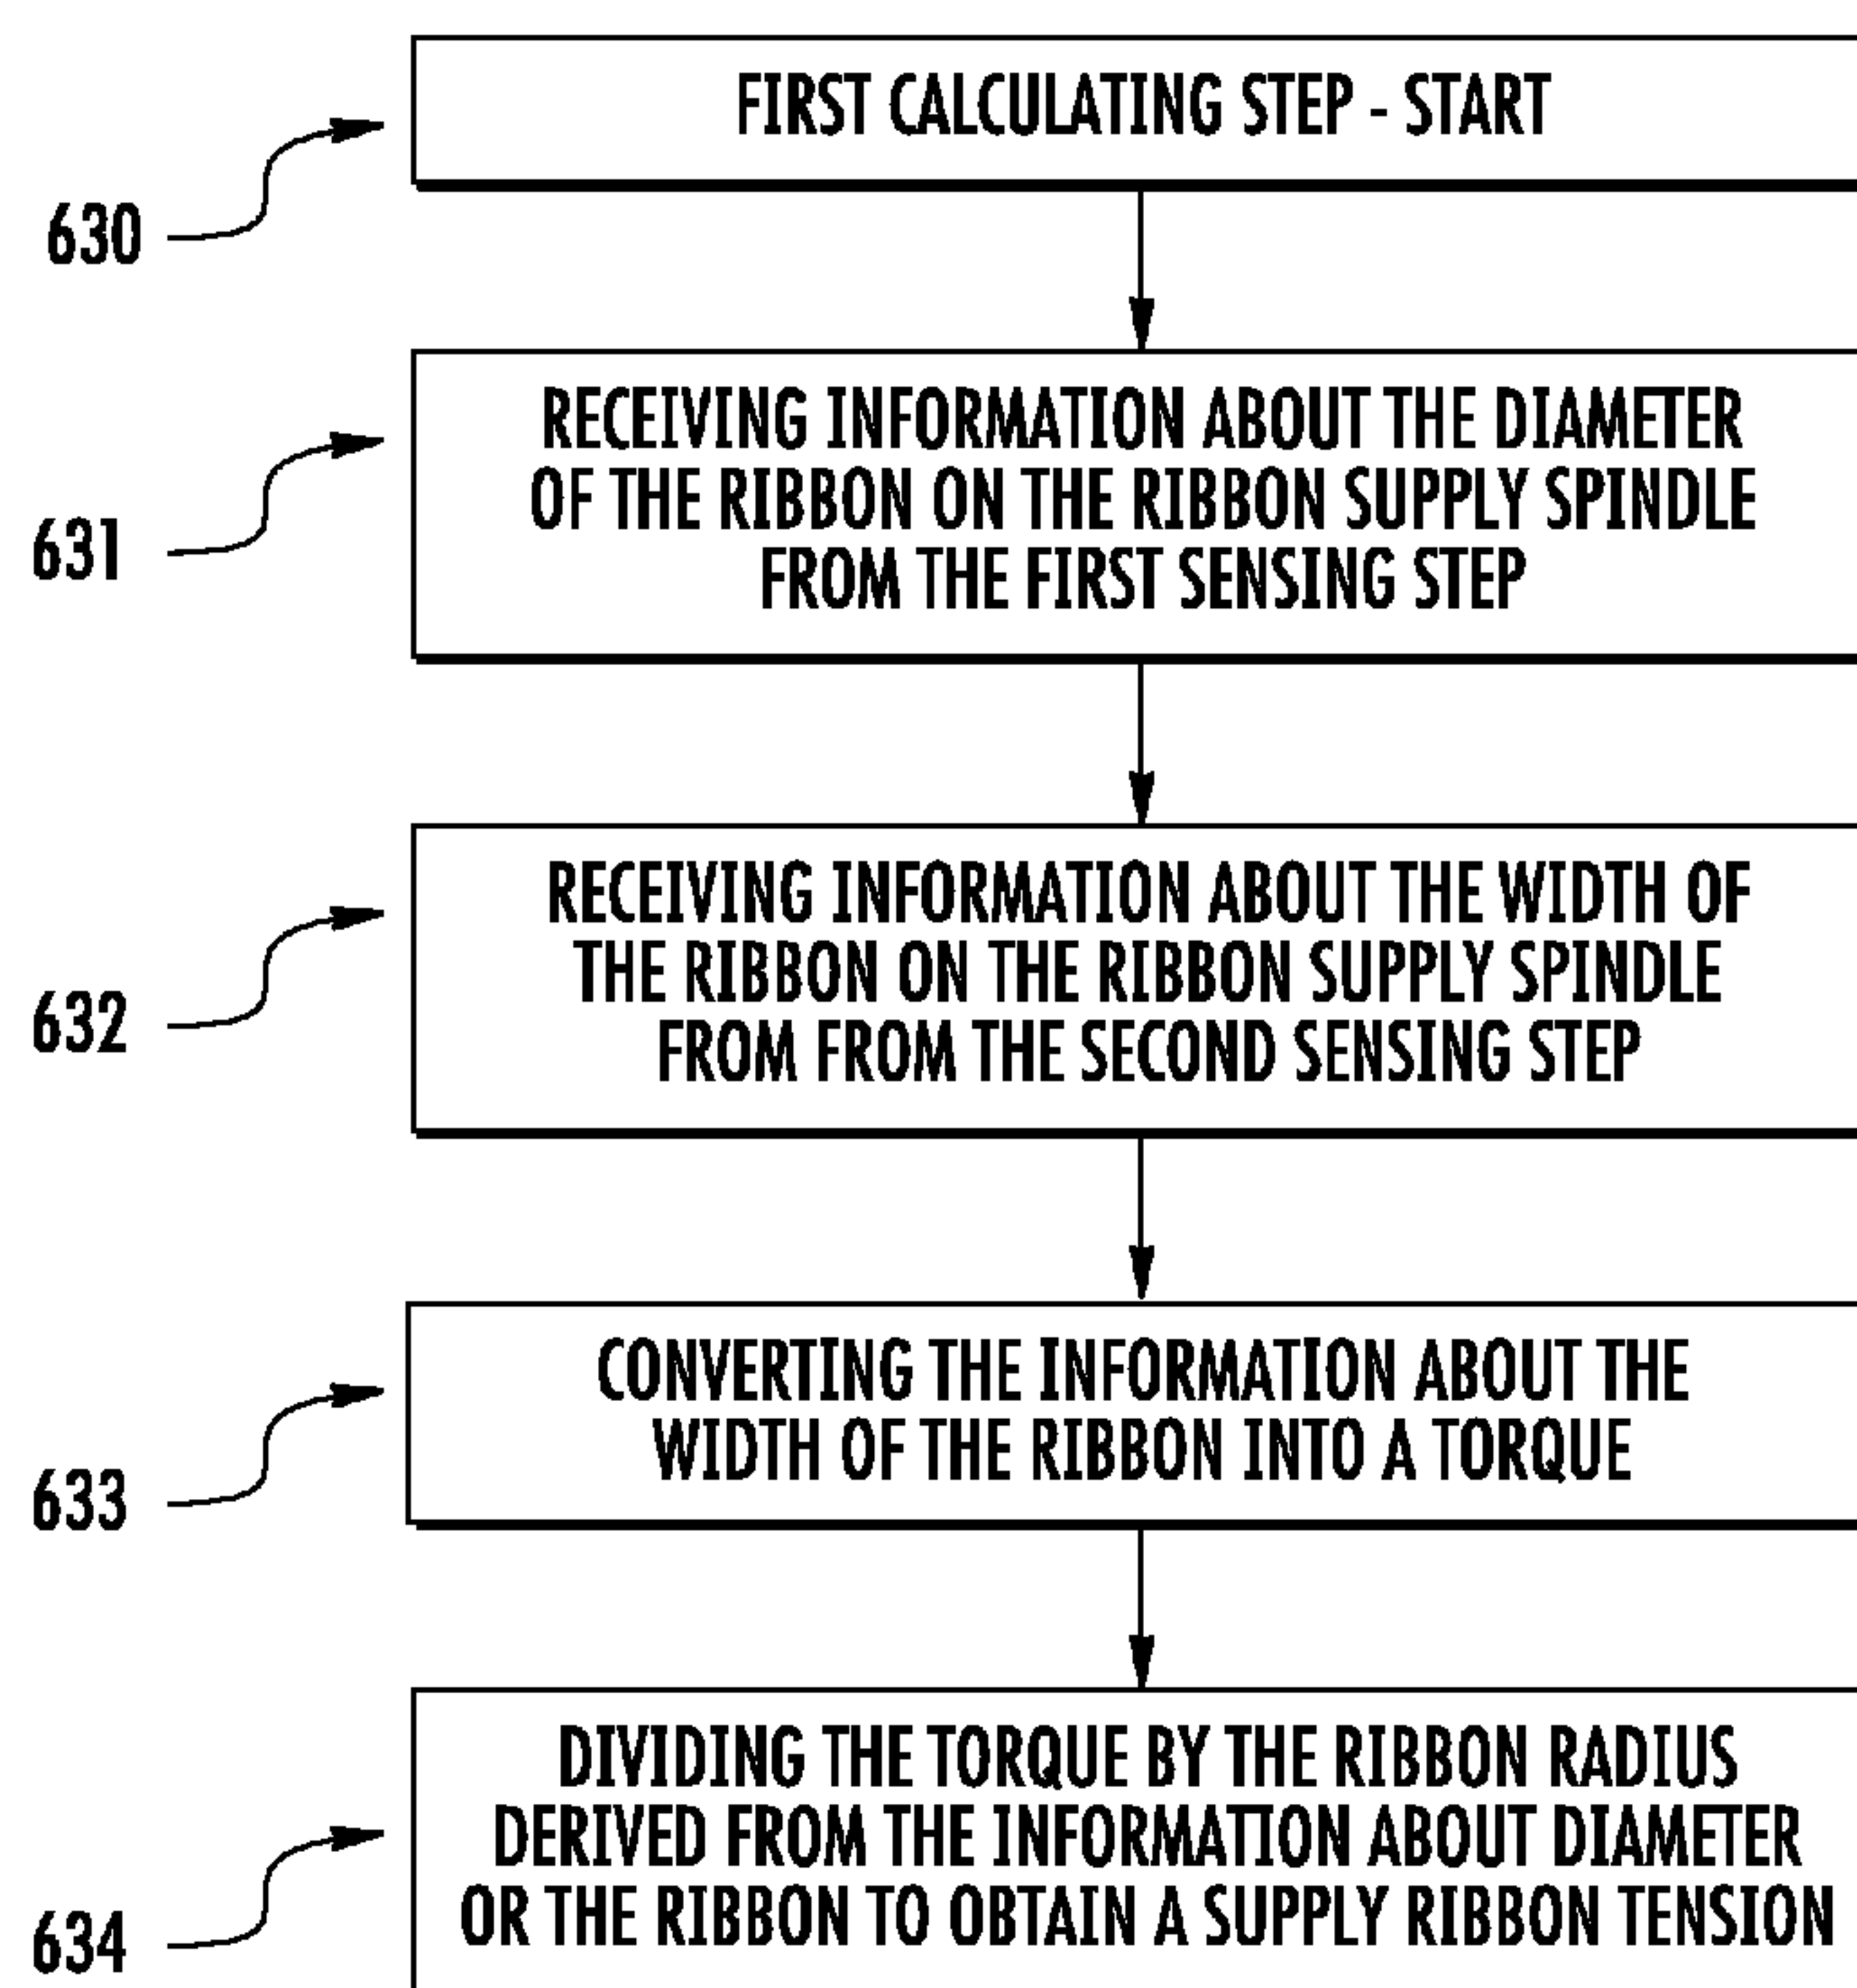 FIRST CALCULATING STEP - START
630
RECEIVING INFORMATION ABOUT THE DIAMETER
OF THE RIBBON ON THE RIBBON SUPPLY SPINDLE
FROM THE FIRST SENSING STEP
631
RECEIVING INFORMATION ABOUT THE WIDTH OF
THE RIBBON ON THE RIBBON SUPPLY SPINDLE
FROM FROM THE SECOND SENSING STEP
632
CONVERTING THE INFORMATION ABOUT THE
WIDTH OF THE RIBBON INTO A TORQUE
633
DIVIDING THE TORQUE BY THE RIBBON RADIUS
DERIVED FROM THE INFORMATION ABOUT DIAMETER
OR THE RIBBON TO OBTAIN A SUPPLY RIBBON TENSION
634